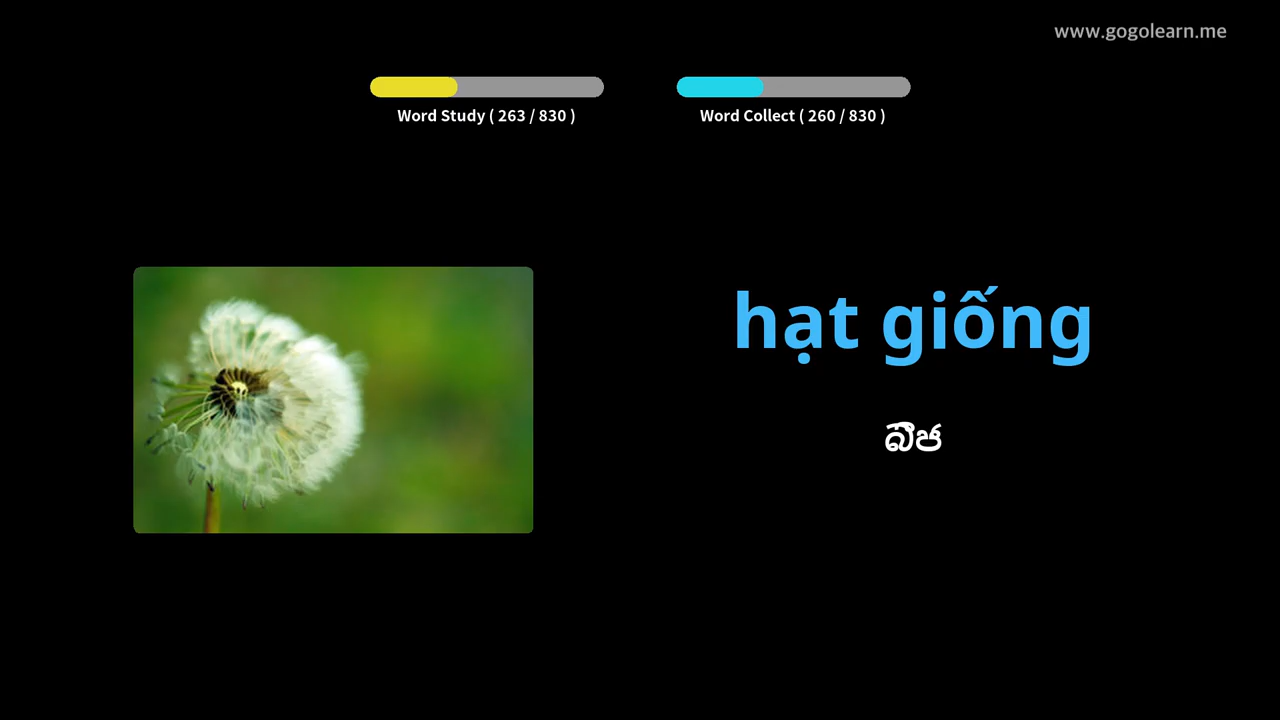 www.gogolearn.me
Word Study ( 263 / 830 )
Word Collect ( 260 / 830 )
hạt giống
බීජ